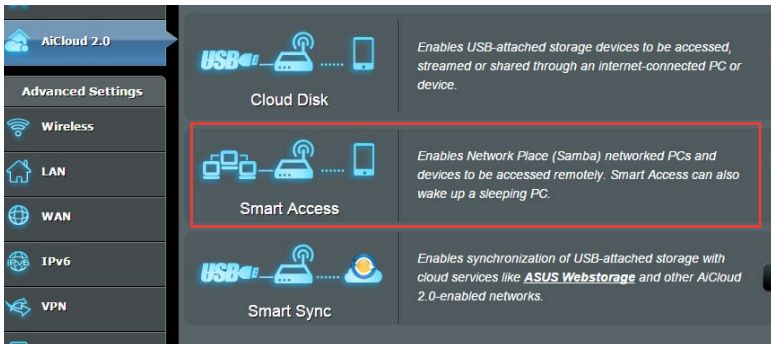 AiCloud 2.0
Advanced Settings
Wireless
LAN
WAN
IPv6
IPv6
VPN
USB
Cloud Disk
Enables USB-attached storage devices to be accessed,
streamed or shared through an internet-connected PC or
device.
Smart Access
Enables Network Place (Samba) networked PCs and
devices to be accessed remotely. Smart Access can also
wake up a sleeping PC.
USB
Smart Sync
Enables synchronization of USB-attached storage with
cloud services like ASUS Webstorage and other AiCloud
2.0-enabled networks.